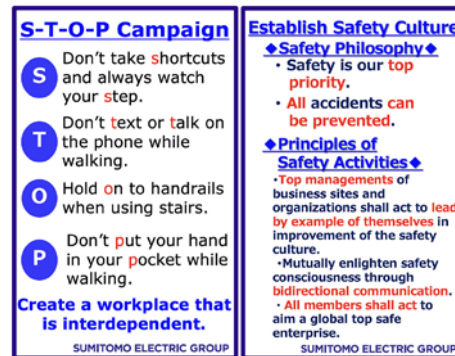 S-T-O-P Campaign
S
Don't take shortcuts
and always watch
your step.
T
Don't text or talk on
the phone while
walking.
O
Hold on to handrails
when using stairs.
P
Don't put your hand
in your pocket while
walking.
Create a workplace that
is interdependent.
SUMITOMO ELECTRIC GROUP
Establish Safety Culture
◆Safety Philosophy◆
・Safety is our top
priority.
・All accidents can
be prevented.
◆Principles of
Safety Activities◆
・Top managements of
business sites and
organizations shall act to lead
by example of themselves in
improvement of the safety
culture.
・Mutually enlighten safety
consciousness through
bidirectional communication.
・All members shall act to
aim a global top safe
enterprise.
SUMITOMO ELECTRIC GROUP